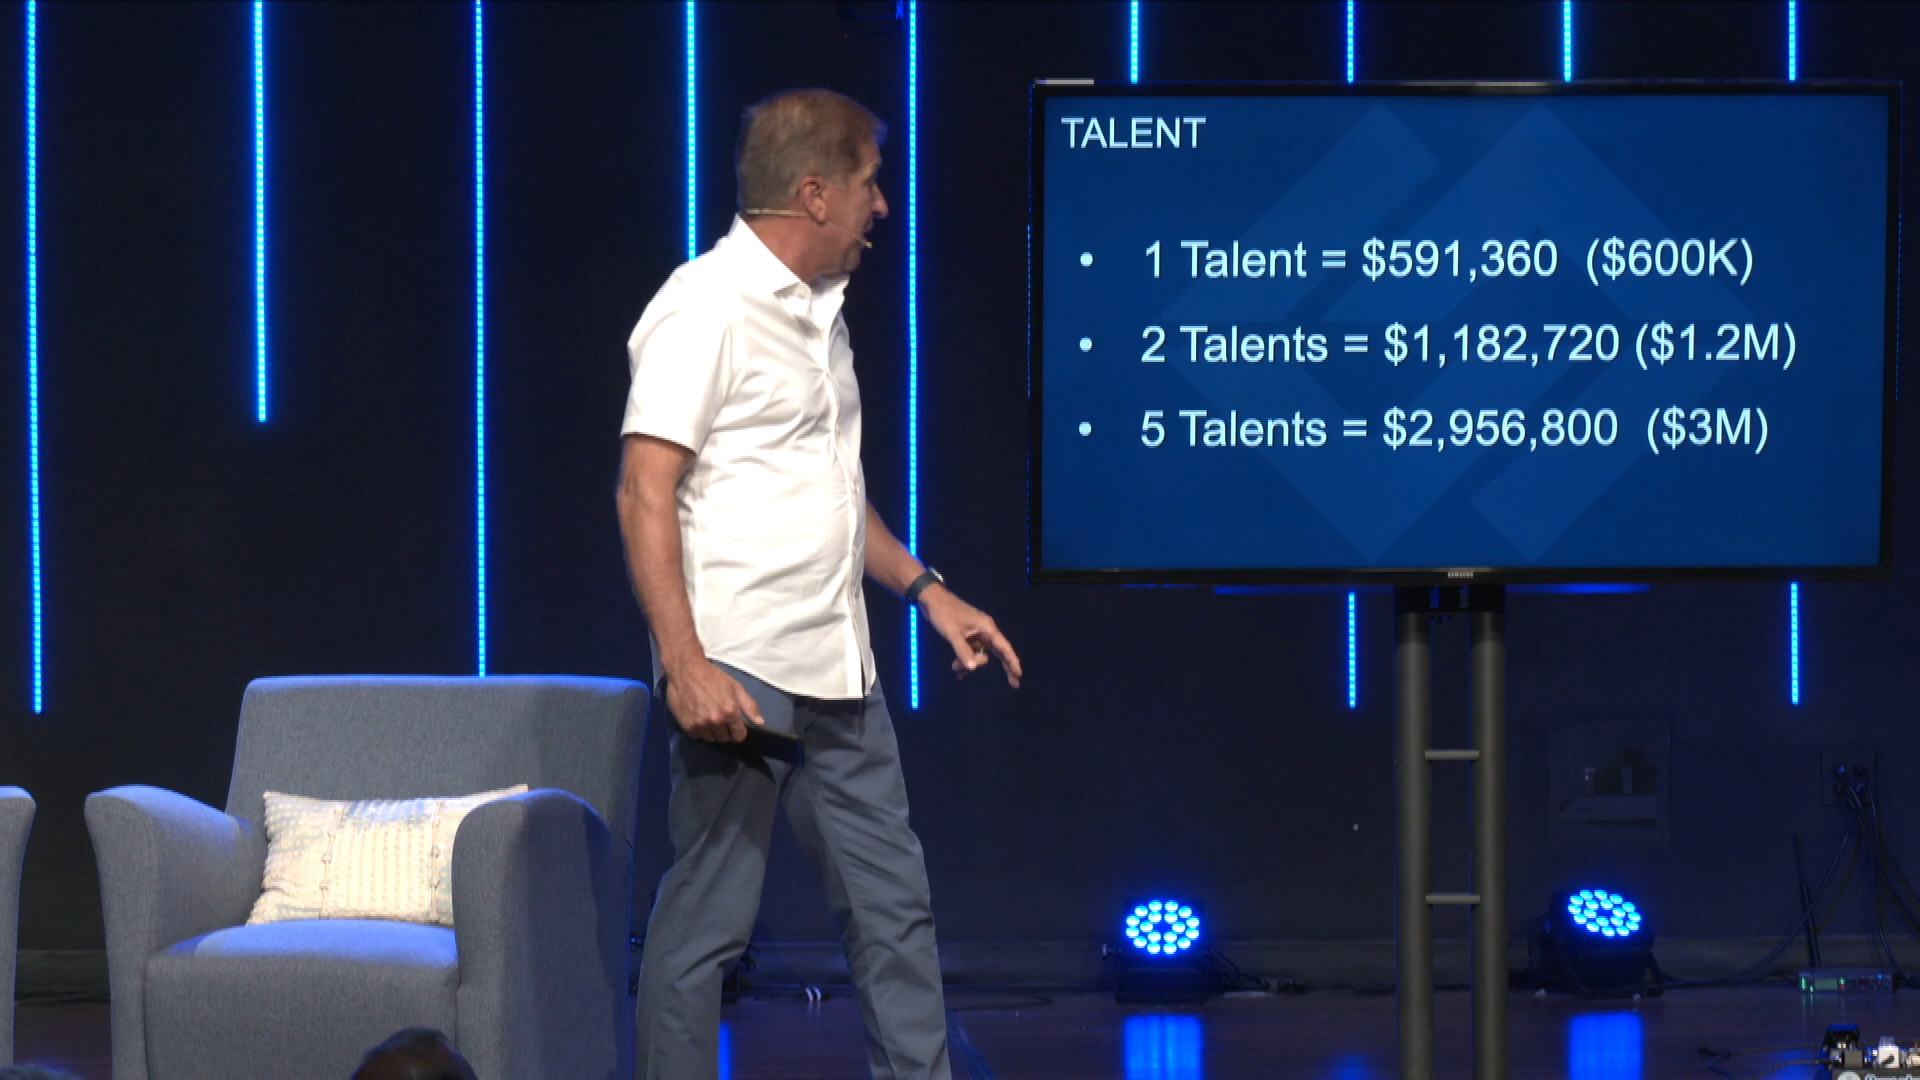 TALENT
• 1 Talent = $591,360 ($600K)
• 2 Talents = $1,182,720 ($1.2M)
• 5 Talents = $2,956,800 ($3M)
SAMSUNG